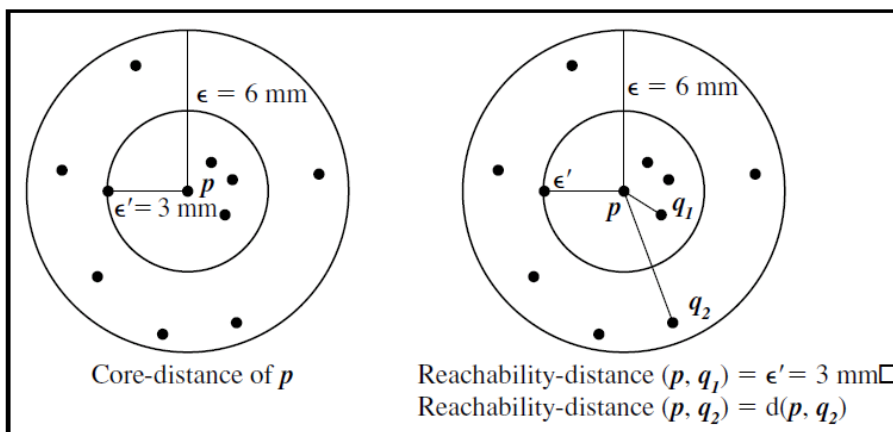 ϵ = 6 mm
p
ϵ′= 3 mm
Core-distance of p
ϵ = 6 mm
ϵ′
p
q₁
q₂
Reachability-distance (p, q₁) = ϵ′= 3 mm□
Reachability-distance (p, q₂) = d(p, q₂)